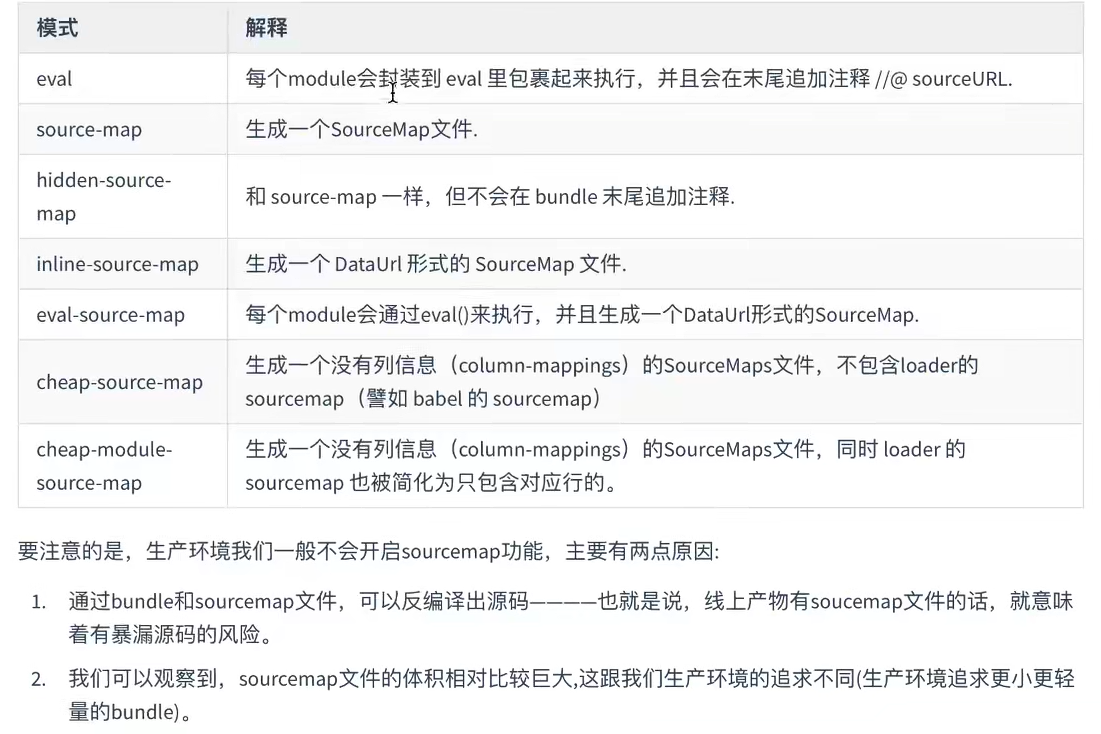 模式 解释
eval 每个module会封装到 eval 里包裹起来执行，并且会在末尾追加注释 //@ sourceURL.
source-map 生成一个SourceMap文件.
hidden-source-
map
和 source-map 一样，但不会在 bundle 末尾追加注释.
inline-source-map 生成一个 DataUrl 形式的 SourceMap 文件.
eval-source-map 每个module会通过eval()来执行，并且生成一个DataUrl形式的SourceMap.
cheap-source-map
生成一个没有列信息（column-mappings）的SourceMaps文件，不包含loader的
sourcemap（譬如 babel 的 sourcemap）
cheap-module-
source-map
生成一个没有列信息（column-mappings）的SourceMaps文件，同时 loader 的
sourcemap 也被简化为只包含对应行的。
要注意的是，生产环境我们一般不会开启sourcemap功能，主要有两点原因:
1. 通过bundle和sourcemap文件，可以反编译出源码————也就是说，线上产物有soucemap文件的话，就意味
着有暴漏源码的风险。
2. 我们可以观察到，sourcemap文件的体积相对比较巨大,这跟我们生产环境的追求不同(生产环境追求更小更轻
量的bundle)。